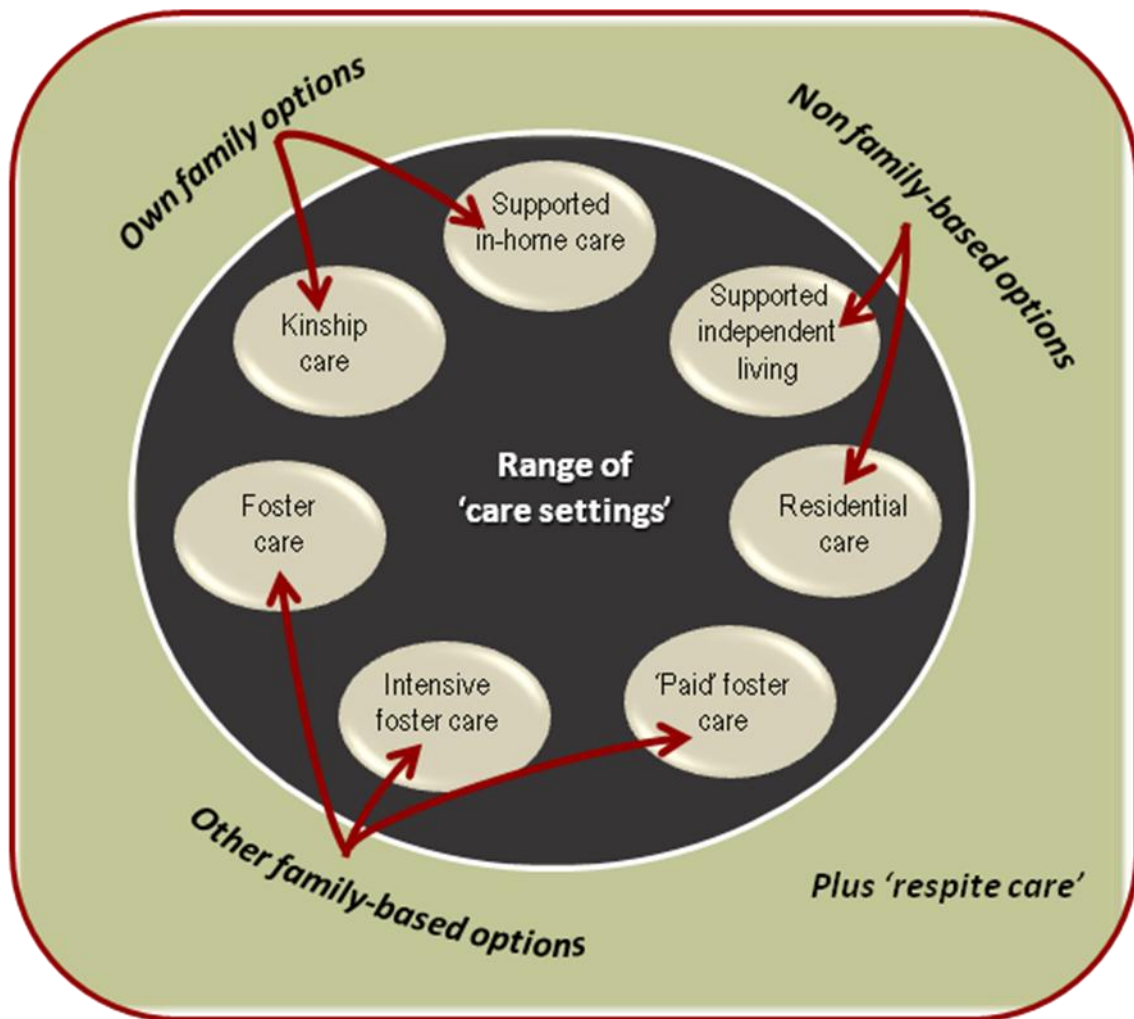 Own family options
Non family-based options
Supported
in-home care
Kinship
care
Supported
independent
living
Range of
‘care settings’
Foster
care
Residential
care
Intensive
foster care
‘Paid’ foster
care
Other family-based options
Plus ‘respite care’